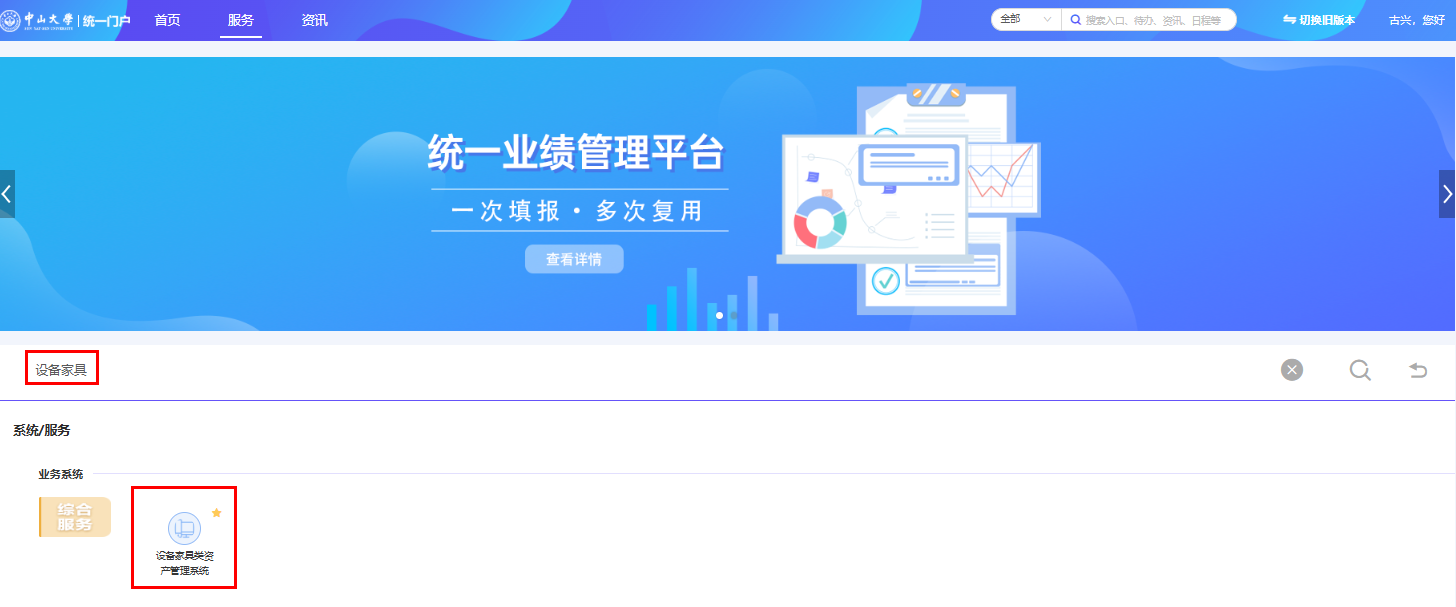 中山大學 统一门户 首页 服务 资讯 全部 搜索入口、待办、资讯、日程等 切换旧版本 古兴，您好
SUN YAT-SEN UNIVERSITY
统一业绩管理平台
一次填报·多次复用
查看详情
设备家具
系统/服务
业务系统
综合
服务
设备家具类资
产管理系统